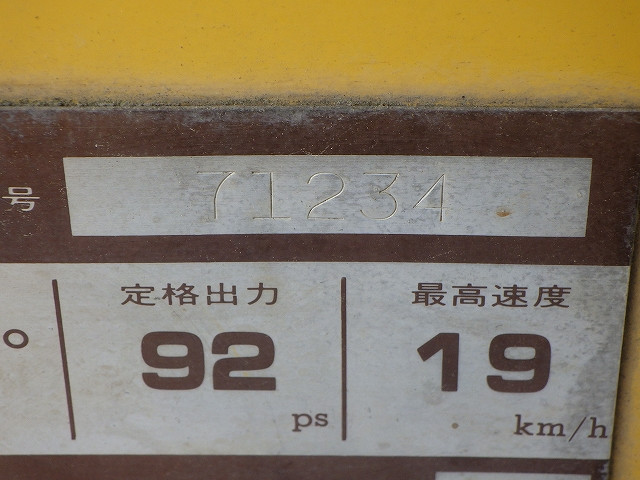 号 71234
定格出力 最高速度
° 92 19
ps km/h